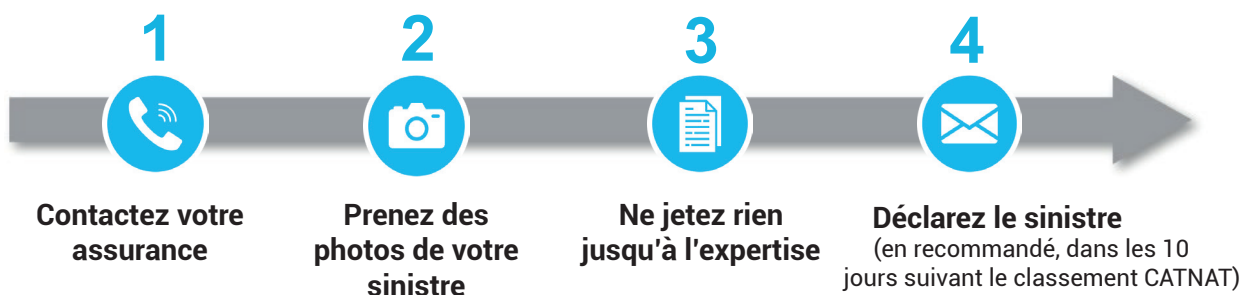 1
2
3
4
Contactez votre
assurance
Prenez des
photos de votre
sinistre
Ne jetez rien
jusqu'à l'expertise
Déclarez le sinistre
(en recommandé, dans les 10
jours suivant le classement CATNAT)